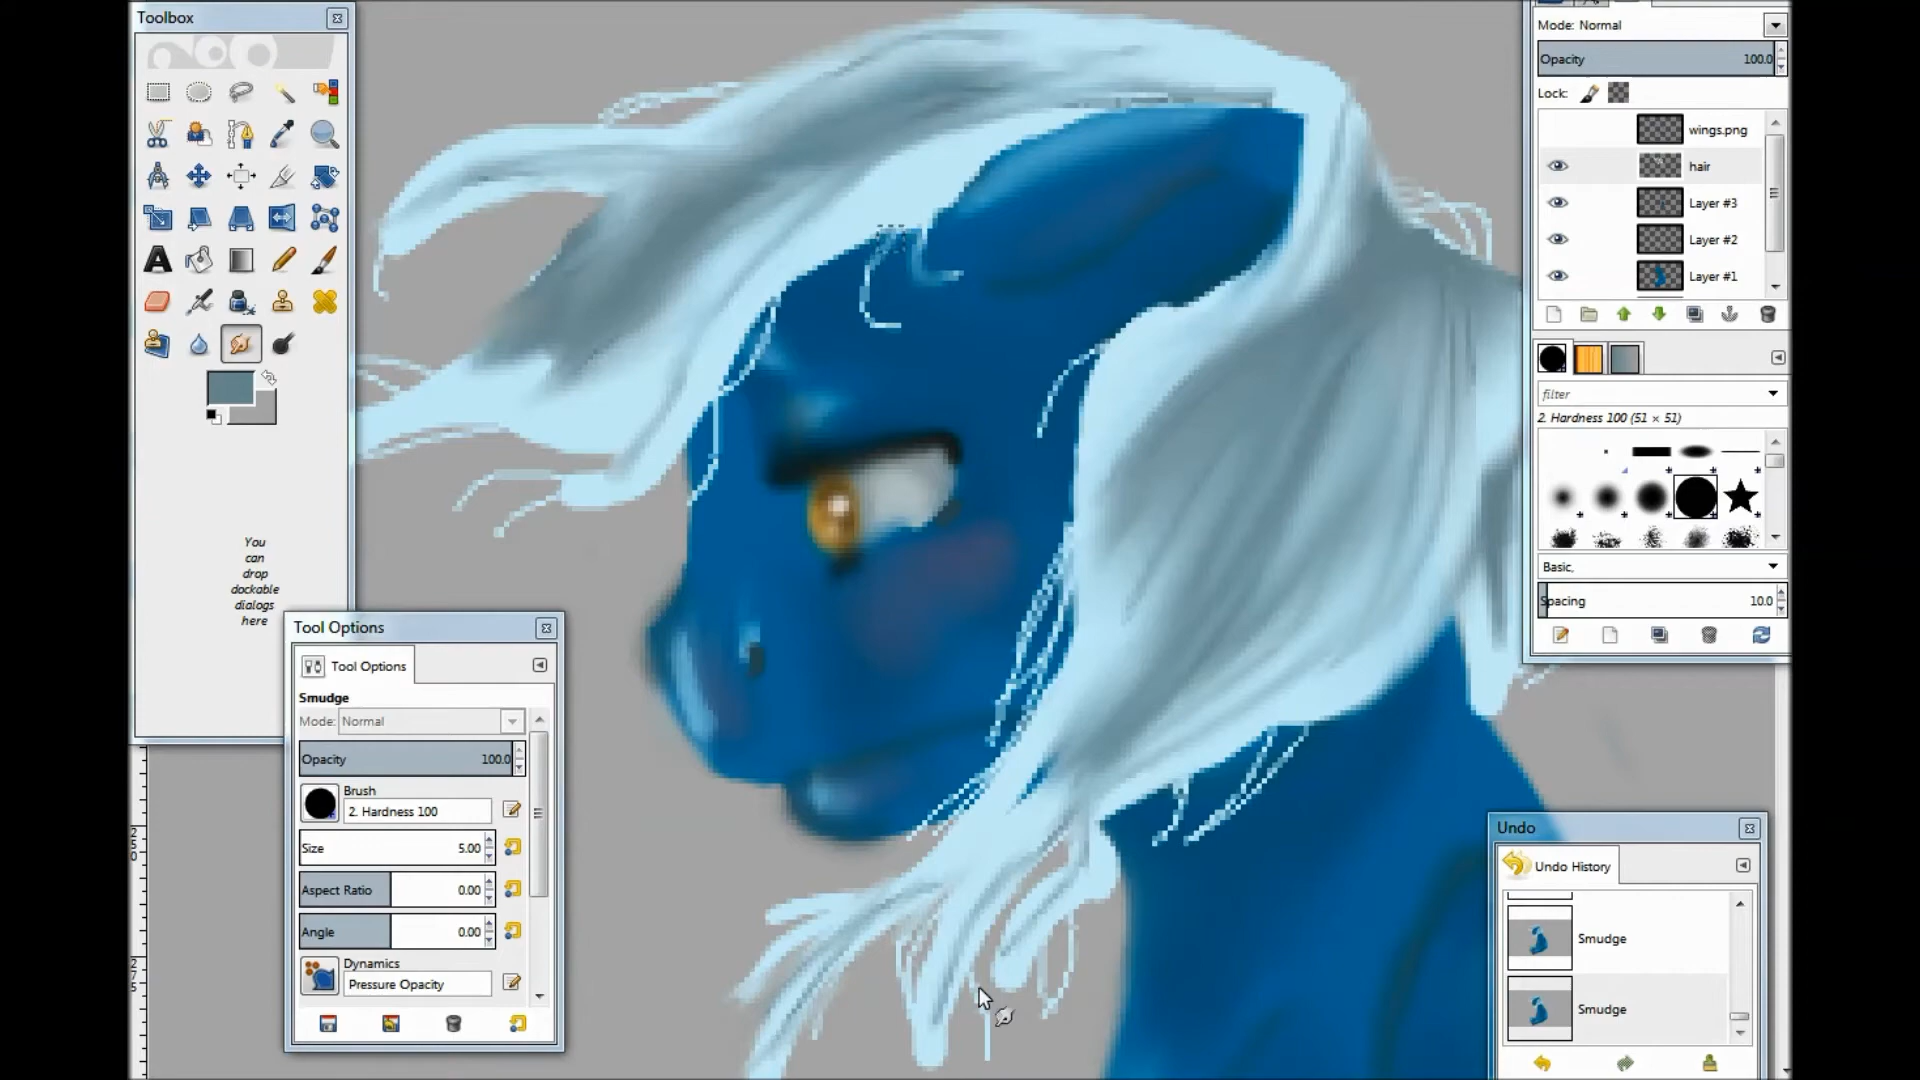 Toolbox
You
can
drop
dockable
dialogs
here
Tool Options
Tool Options
Smudge
Mode: Normal
Opacity 100.0
Brush
2. Hardness 100
Size 5.00
Aspect Ratio 0.00
Angle 0.00
Dynamics
Pressure Opacity
Mode: Normal
Opacity 100.0
Lock:
wings.png
hair
Layer #3
Layer #2
Layer #1
filter
2. Hardness 100 (51 × 51)
Basic,
Spacing 10.0
Undo
Undo History
Smudge
Smudge